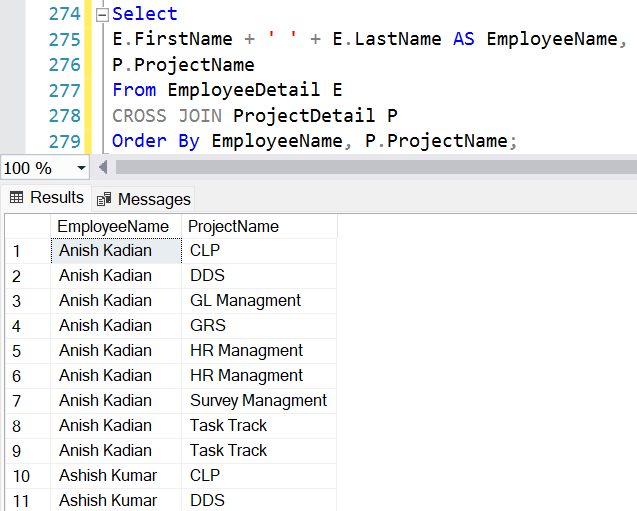 274 Select
275 E.FirstName + ' ' + E.LastName AS EmployeeName,
276 P.ProjectName
277 From EmployeeDetail E
278 CROSS JOIN ProjectDetail P
279 Order By EmployeeName, P.ProjectName;
100 %
Results Messages
EmployeeName ProjectName
1 Anish Kadian CLP
2 Anish Kadian DDS
3 Anish Kadian GL Managment
4 Anish Kadian GRS
5 Anish Kadian HR Managment
6 Anish Kadian HR Managment
7 Anish Kadian Survey Managment
8 Anish Kadian Task Track
9 Anish Kadian Task Track
10 Ashish Kumar CLP
11 Ashish Kumar DDS